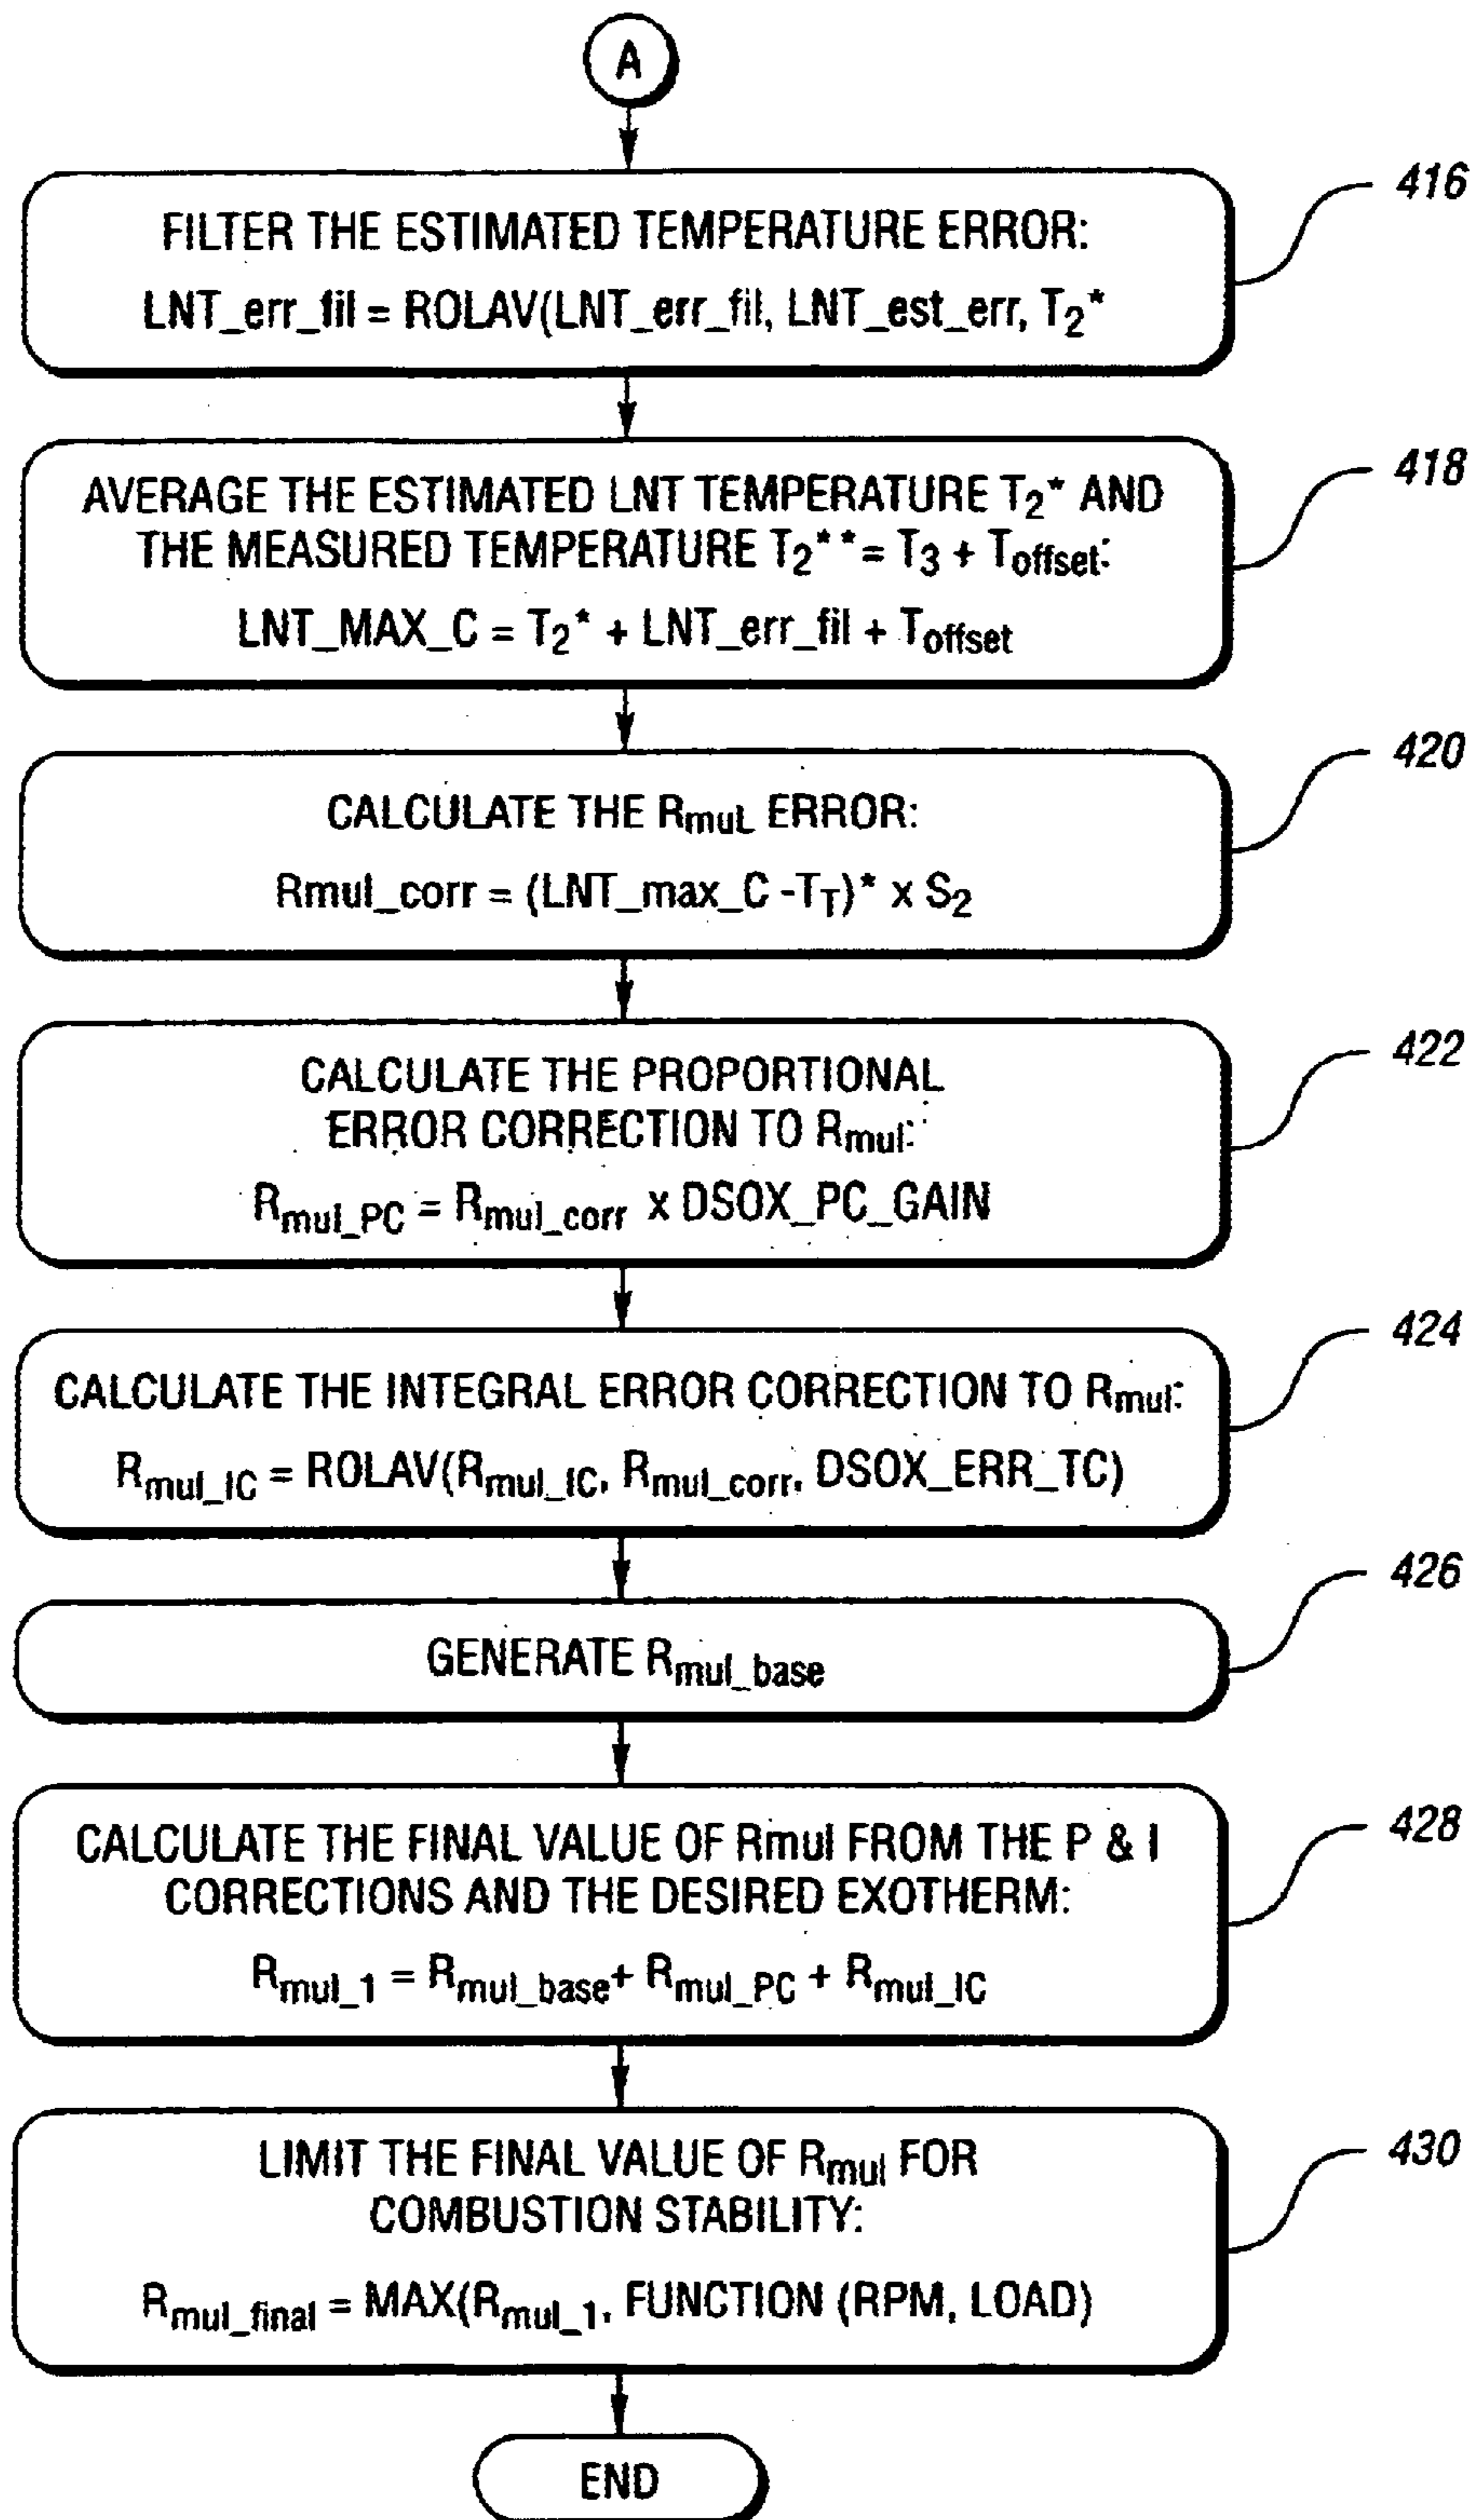 A
416
FILTER THE ESTIMATED TEMPERATURE ERROR:
LNT_err_fil = ROLAV(LNT_err_fil, LNT_est_err, T2*
418
AVERAGE THE ESTIMATED LNT TEMPERATURE T2* AND
THE MEASURED TEMPERATURE T2** = T3 + Toffset:
LNT_MAX_C = T2* + LNT_err_fil + Toffset
420
CALCULATE THE RmuL ERROR:
Rmul_corr = (LNT_max_C -TT)* x S2
422
CALCULATE THE PROPORTIONAL
ERROR CORRECTION TO Rmul:
Rmul_PC = Rmul_corr x DSOX_PC_GAIN
424
CALCULATE THE INTEGRAL ERROR CORRECTION TO Rmul:
Rmul_IC = ROLAV(Rmul_IC, Rmul_corr, DSOX_ERR_TC)
426
GENERATE Rmul_base
428
CALCULATE THE FINAL VALUE OF Rmul FROM THE P & I
CORRECTIONS AND THE DESIRED EXOTHERM:
Rmul_1 = Rmul_base+ Rmul_PC + Rmul_IC
430
LIMIT THE FINAL VALUE OF Rmul FOR
COMBUSTION STABILITY:
Rmul_final = MAX(Rmul_1, FUNCTION (RPM, LOAD)
END